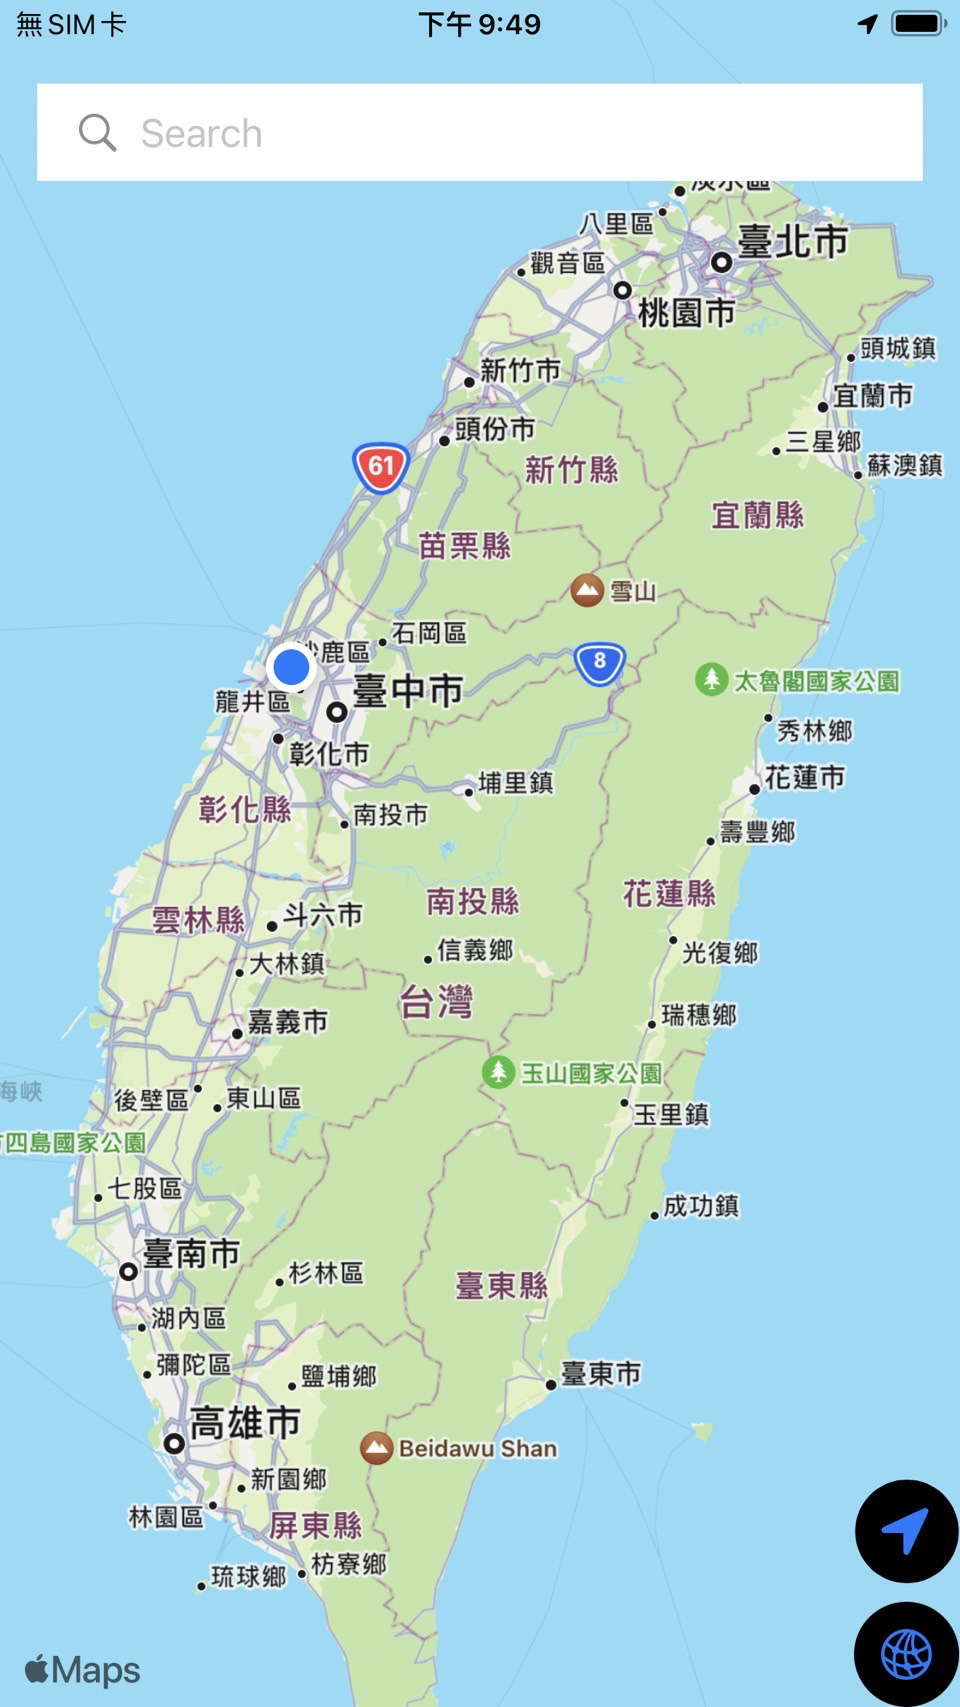 無SIM卡
下午9:49
Search
八里區
臺北市
觀音區
桃園市
頭城鎮
新竹市
宜蘭市
頭份市
三星鄉
61
新竹縣
蘇澳鎮
宜蘭縣
苗栗縣
雪山
石岡區
鹿區
8
太魯閣國家公園
臺中市
龍井區
秀林鄉
彰化市
花蓮市
埔里鎮
彰化縣
南投市
壽豐鄉
花蓮縣
南投縣
斗六市
雲林縣
信義鄉
光復鄉
大林鎮
台灣
瑞穗鄉
嘉義市
玉山國家公園
海峽
後壁區
東山區
玉里鎮
四島國家公園
七股區
成功鎮
臺南市
杉林區
臺東縣
湖內區
彌陀區
鹽埔鄉
臺東市
高雄市
Beidawu Shan
新園鄉
林園區
屏東縣
枋寮鄉
琉球鄉
Maps